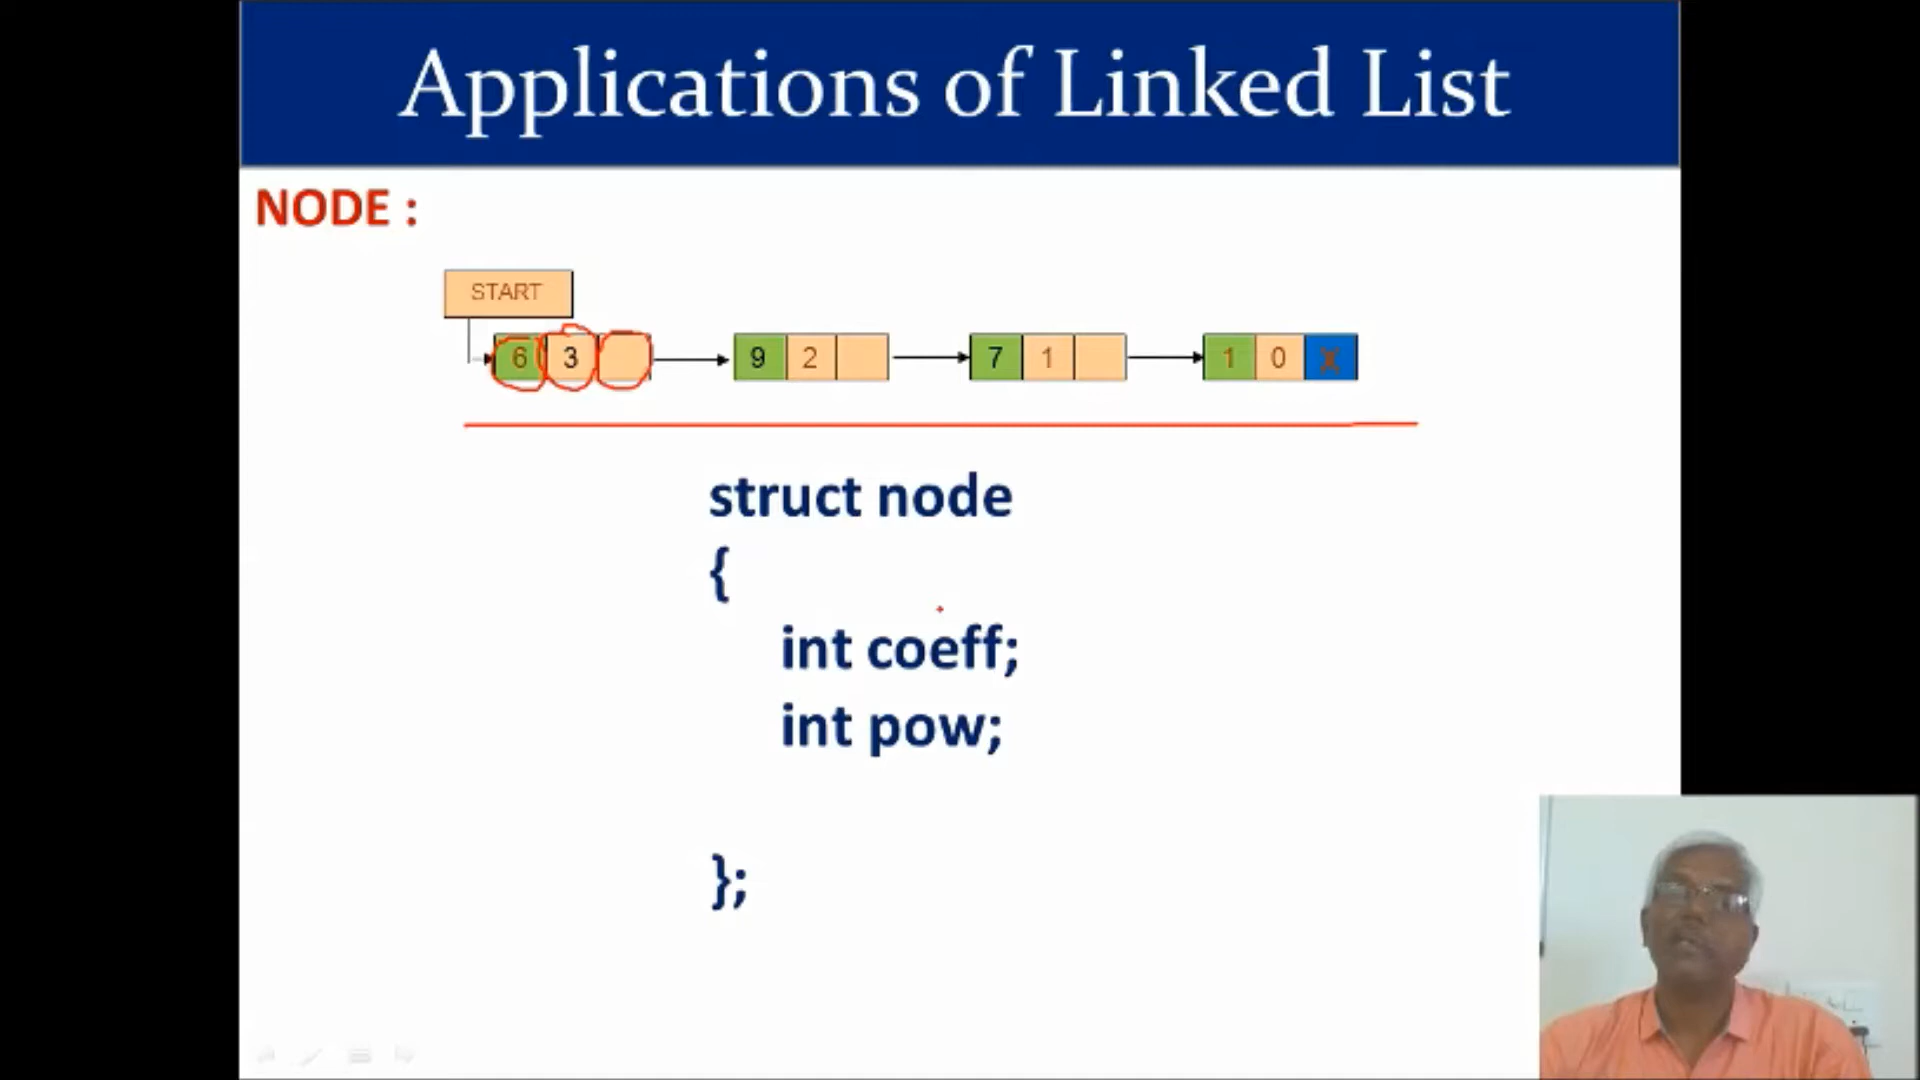 Applications of Linked List
NODE :
START
6 3 9 2 7 1 1 0 X
struct node
{
int coeff;
int pow;
};